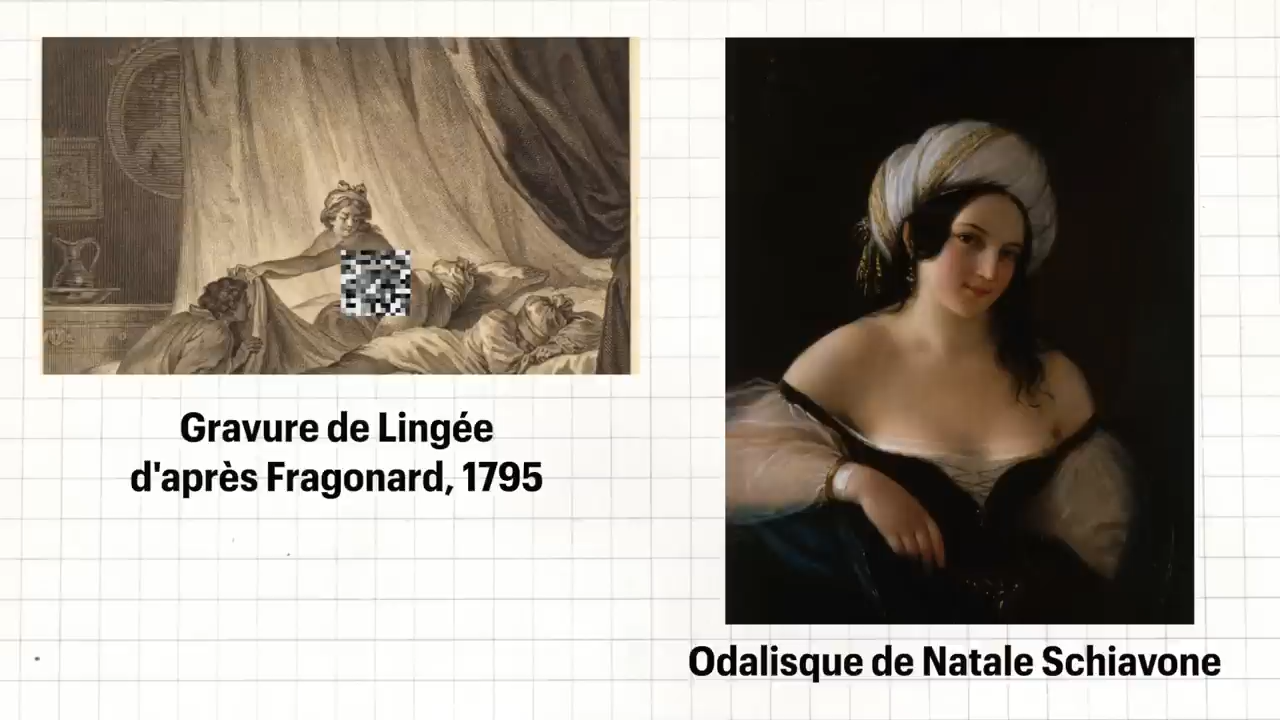 Gravure de Lingée
d'après Fragonard, 1795
Odalisque de Natale Schiavone